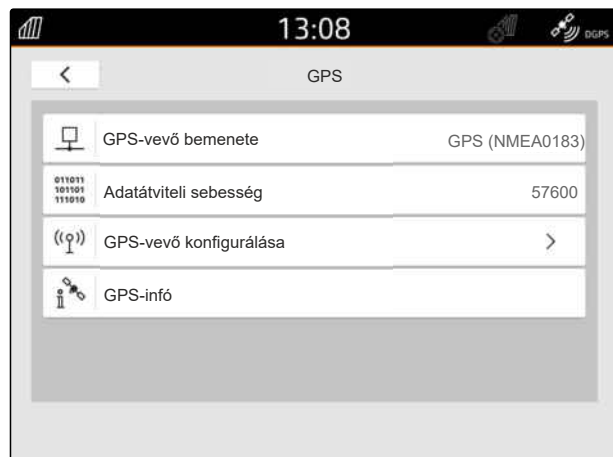 13:08
DGPS
GPS
GPS-vevő bemenete GPS (NMEA0183)
011011
101101
111010
Adatátviteli sebesség 57600
GPS-vevő konfigurálása
GPS-infó